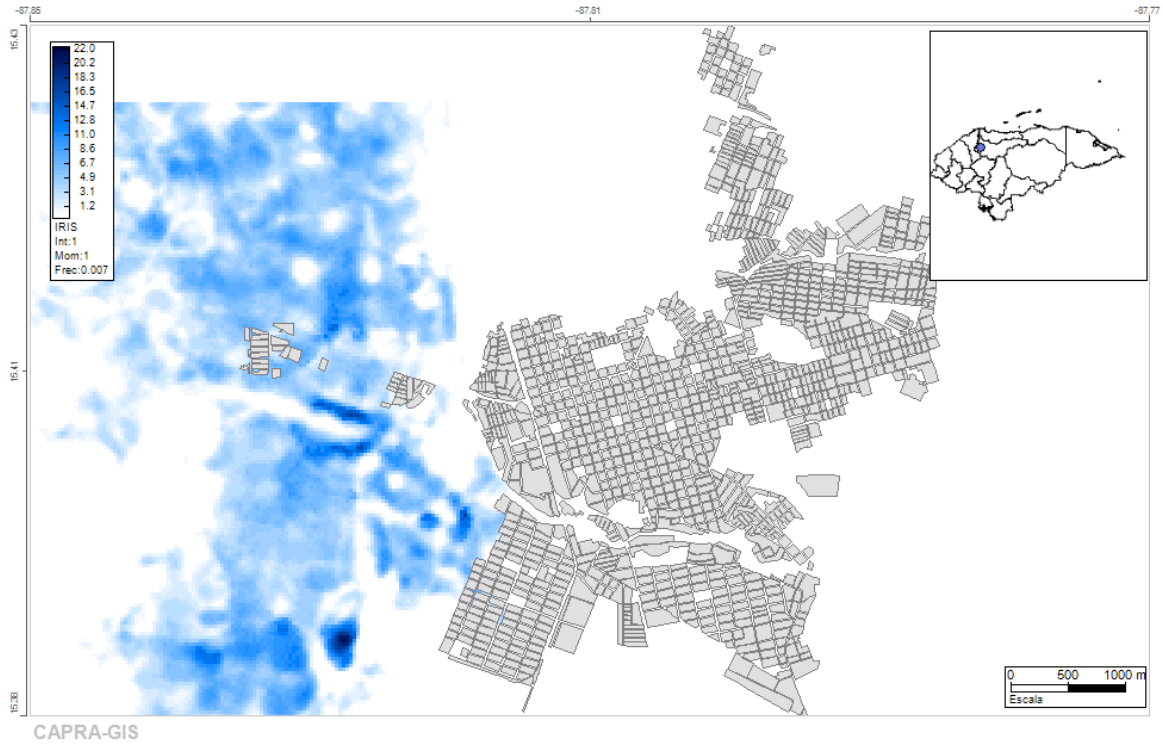 -87.85
-87.81
-87.77
15.43
15.41
15.38
22.0
20.2
18.3
16.5
14.7
12.8
11.0
8.6
6.7
4.9
3.1
1.2
IRIS
Int:1
Mom:1
Frec:0.007
0 500 1000 m
Escala
CAPRA-GIS